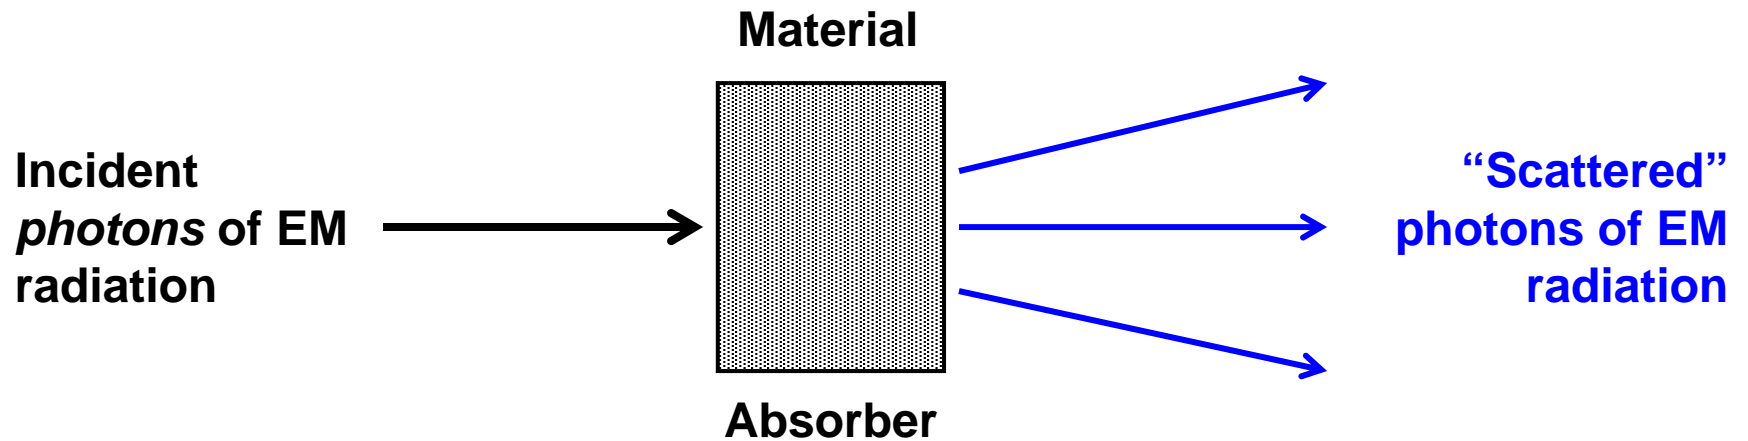 Material
Incident
photons of EM
radiation
“Scattered”
photons of EM
radiation
Absorber